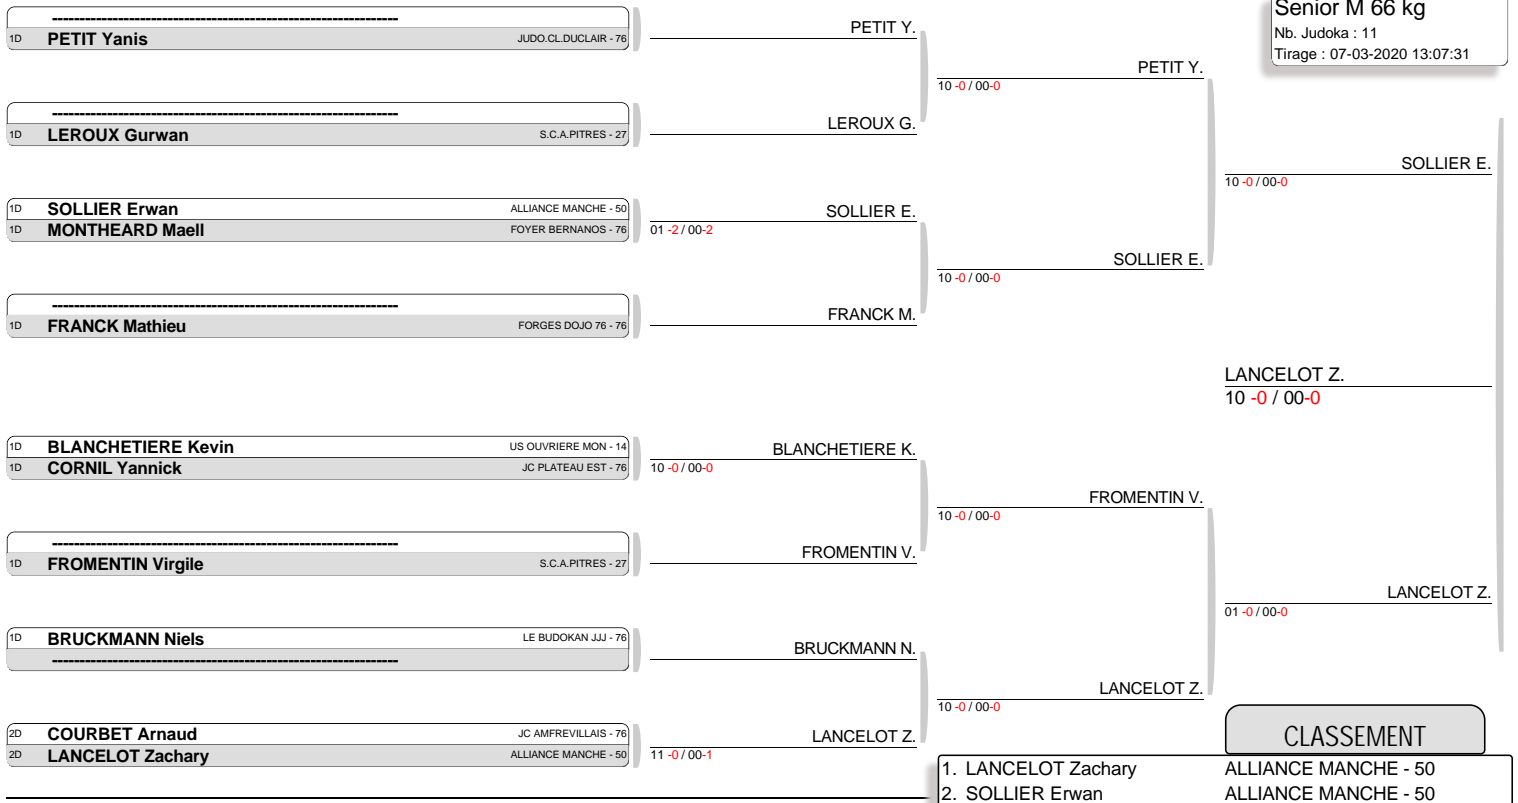 Senior M 66 kg
Nb. Judoka : 11
Tirage : 07-03-2020 13:07:31
----------------------------------------------------------------------
1D PETIT Yanis JUDO.CL.DUCLAIR - 76
----------------------------------------------------------------------
1D LEROUX Gurwan S.C.A.PITRES - 27
1D SOLLIER Erwan ALLIANCE MANCHE - 50
1D MONTHEARD Maell FOYER BERNANOS - 76
----------------------------------------------------------------------
1D FRANCK Mathieu FORGES DOJO 76 - 76
1D BLANCHETIERE Kevin US OUVRIERE MON - 14
1D CORNIL Yannick JC PLATEAU EST - 76
----------------------------------------------------------------------
1D FROMENTIN Virgile S.C.A.PITRES - 27
1D BRUCKMANN Niels LE BUDOKAN JJJ - 76
----------------------------------------------------------------------
2D COURBET Arnaud JC AMFREVILLAIS - 76
2D LANCELOT Zachary ALLIANCE MANCHE - 50
PETIT Y.
LEROUX G.
SOLLIER E.
01 -2 / 00-2
FRANCK M.
BLANCHETIERE K.
10 -0 / 00-0
FROMENTIN V.
BRUCKMANN N.
LANCELOT Z.
11 -0 / 00-1
PETIT Y.
10 -0 / 00-0
SOLLIER E.
10 -0 / 00-0
FROMENTIN V.
10 -0 / 00-0
LANCELOT Z.
10 -0 / 00-0
SOLLIER E.
10 -0 / 00-0
LANCELOT Z.
10 -0 / 00-0
LANCELOT Z.
01 -0 / 00-0
CLASSEMENT
1. LANCELOT Zachary ALLIANCE MANCHE - 50
2. SOLLIER Erwan ALLIANCE MANCHE - 50